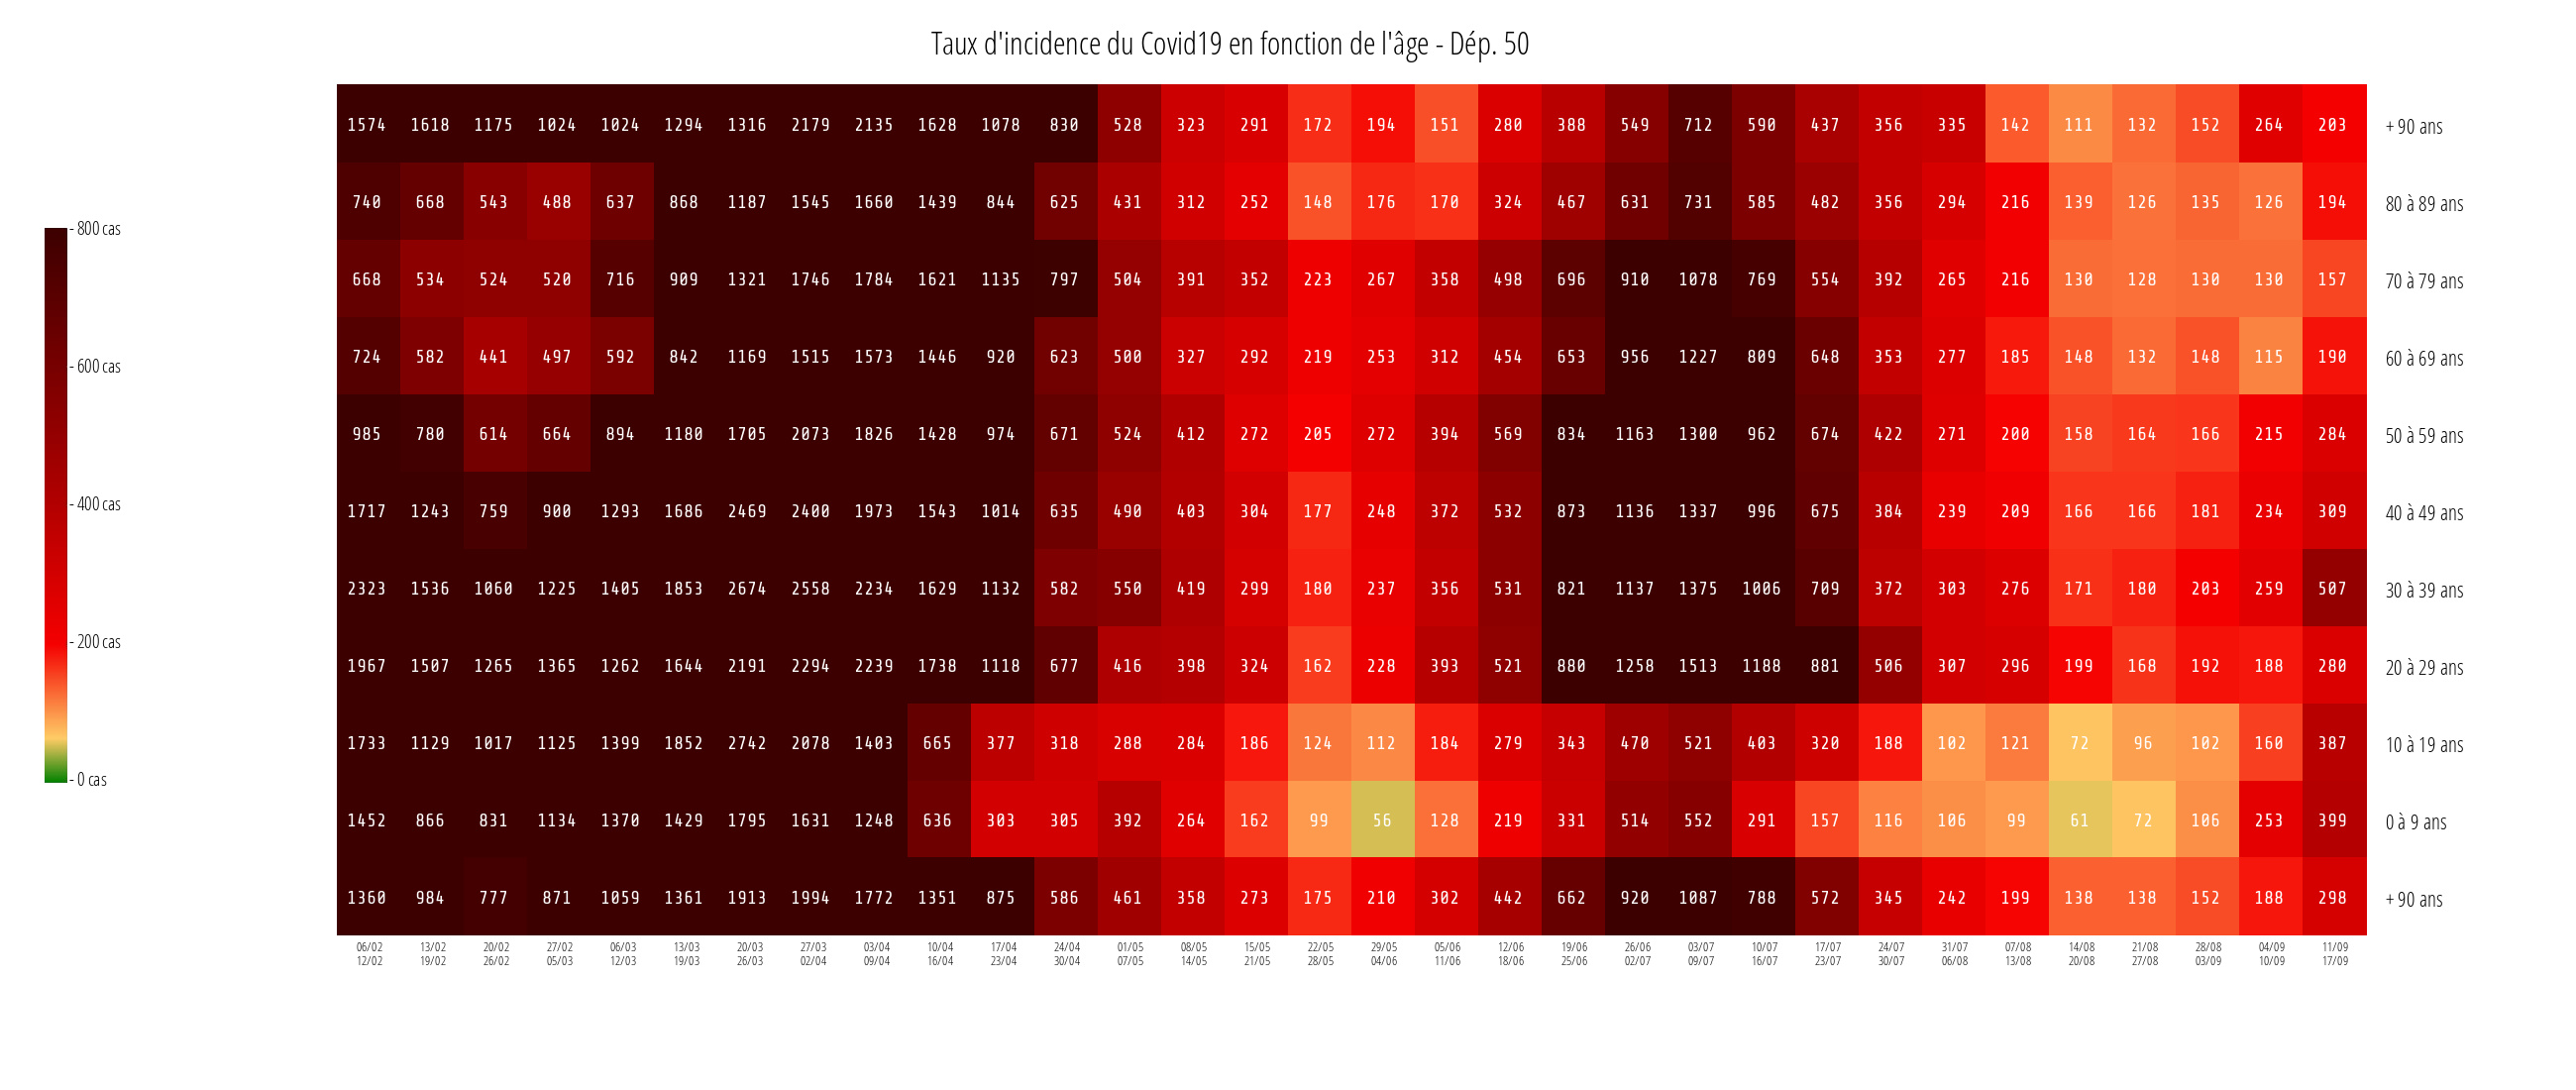 Taux d'incidence du Covid19 en fonction de l'âge - Dép. 50
- 800 cas
- 600 cas
- 400 cas
- 200 cas
- 0 cas
1574 1618 1175 1024 1024 1294 1316 2179 2135 1628 1078 830 528 323 291 172 194 151 280 388 549 712 590 437 356 335 142 111 132 152 264 203 + 90 ans
740 668 543 488 637 868 1187 1545 1660 1439 844 625 431 312 252 148 176 170 324 467 631 731 585 482 356 294 216 139 126 135 126 194 80 à 89 ans
668 534 524 520 716 909 1321 1746 1784 1621 1135 797 504 391 352 223 267 358 498 696 910 1078 769 554 392 265 216 130 128 130 130 157 70 à 79 ans
724 582 441 497 592 842 1169 1515 1573 1446 920 623 500 327 292 219 253 312 454 653 956 1227 809 648 353 277 185 148 132 148 115 190 60 à 69 ans
985 780 614 664 894 1180 1705 2073 1826 1428 974 671 524 412 272 205 272 394 569 834 1163 1300 962 674 422 271 200 158 164 166 215 284 50 à 59 ans
1717 1243 759 900 1293 1686 2469 2400 1973 1543 1014 635 490 403 304 177 248 372 532 873 1136 1337 996 675 384 239 209 166 166 181 234 309 40 à 49 ans
2323 1536 1060 1225 1405 1853 2674 2558 2234 1629 1132 582 550 419 299 180 237 356 531 821 1137 1375 1006 709 372 303 276 171 180 203 259 507 30 à 39 ans
1967 1507 1265 1365 1262 1644 2191 2294 2239 1738 1118 677 416 398 324 162 228 393 521 880 1258 1513 1188 881 506 307 296 199 168 192 188 280 20 à 29 ans
1733 1129 1017 1125 1399 1852 2742 2078 1403 665 377 318 288 284 186 124 112 184 279 343 470 521 403 320 188 102 121 72 96 102 160 387 10 à 19 ans
1452 866 831 1134 1370 1429 1795 1631 1248 636 303 305 392 264 162 99 56 128 219 331 514 552 291 157 116 106 99 61 72 106 253 399 0 à 9 ans
1360 984 777 871 1059 1361 1913 1994 1772 1351 875 586 461 358 273 175 210 302 442 662 920 1087 788 572 345 242 199 138 138 152 188 298 + 90 ans
06/02 13/02 20/02 27/02 06/03 13/03 20/03 27/03 03/04 10/04 17/04 24/04 01/05 08/05 15/05 22/05 29/05 05/06 12/06 19/06 26/06 03/07 10/07 17/07 24/07 31/07 07/08 14/08 21/08 28/08 04/09 11/09
12/02 19/02 26/02 05/03 12/03 19/03 26/03 02/04 09/04 16/04 23/04 30/04 07/05 14/05 21/05 28/05 04/06 11/06 18/06 25/06 02/07 09/07 16/07 23/07 30/07 06/08 13/08 20/08 27/08 03/09 10/09 17/09